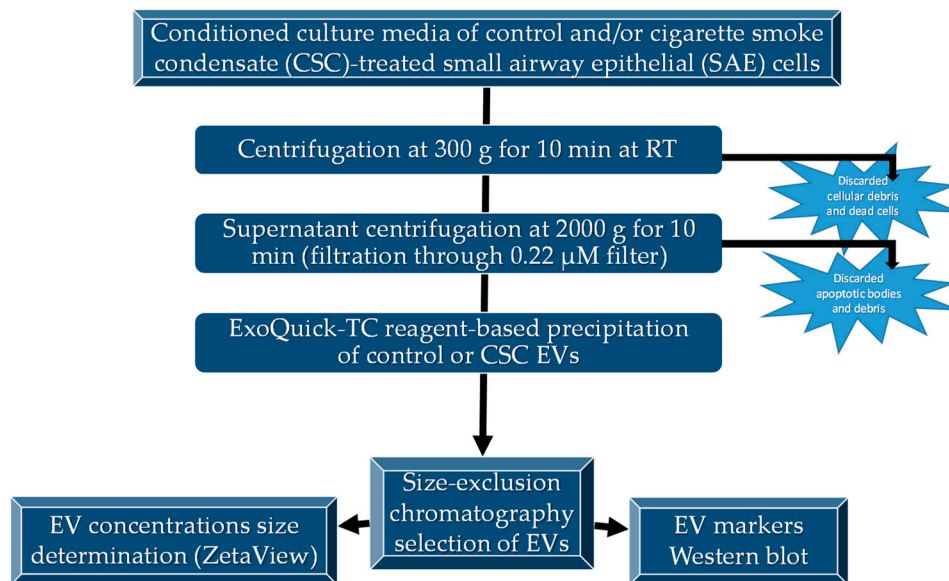 Conditioned culture media of control and/or cigarette smoke
condensate (CSC)-treated small airway epithelial (SAE) cells
Centrifugation at 300 g for 10 min at RT
Discarded
cellular debris
and dead cells
Supernatant centrifugation at 2000 g for 10
min (filtration through 0.22 µM filter)
Discarded
apoptotic bodies
and debris
ExoQuick-TC reagent-based precipitation
of control or CSC EVs
Size-exclusion
chromatography
selection of EVs
EV concentrations size
determination (ZetaView)
EV markers
Western blot